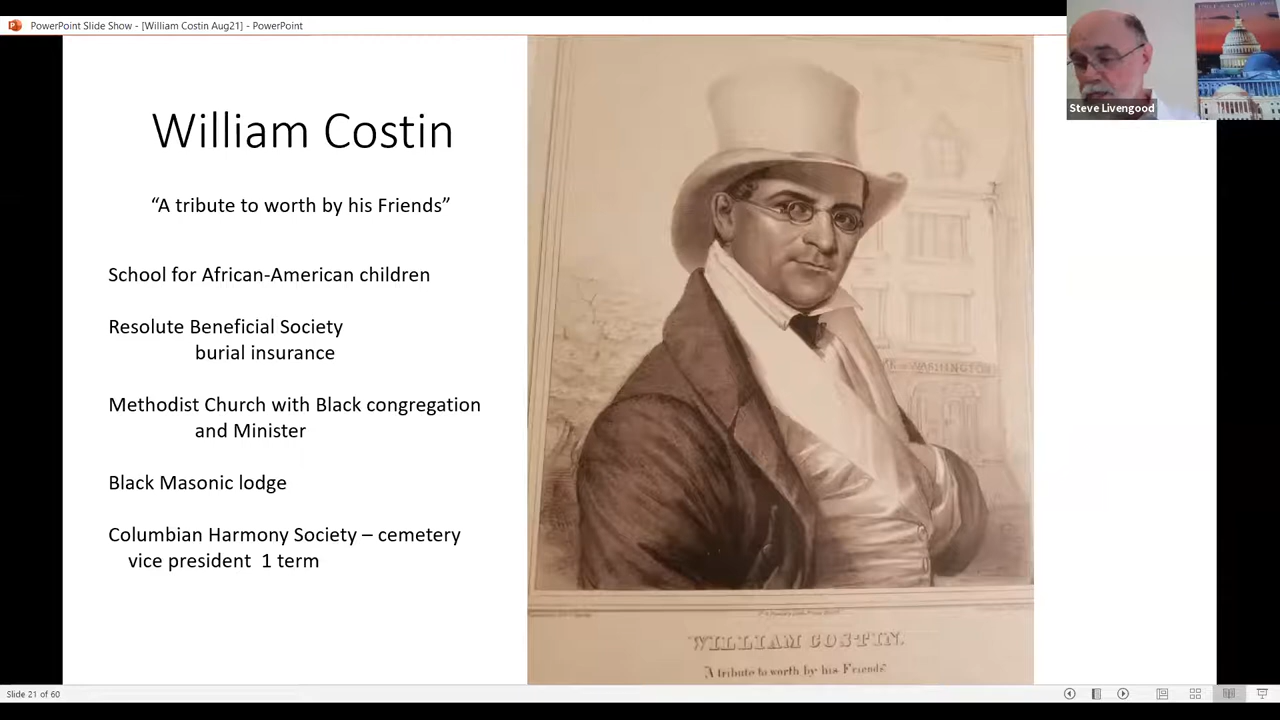 PowerPoint Slide Show - [William Costin Aug21] - PowerPoint
Steve Livengood
William Costin
“A tribute to worth by his Friends”
School for African-American children
Resolute Beneficial Society
burial insurance
Methodist Church with Black congregation
and Minister
Black Masonic lodge
Columbian Harmony Society – cemetery
vice president 1 term
WASHINGTON
WILLIAM COSTIN.
"A tribute to worth by his Friends"
Slide 21 of 60